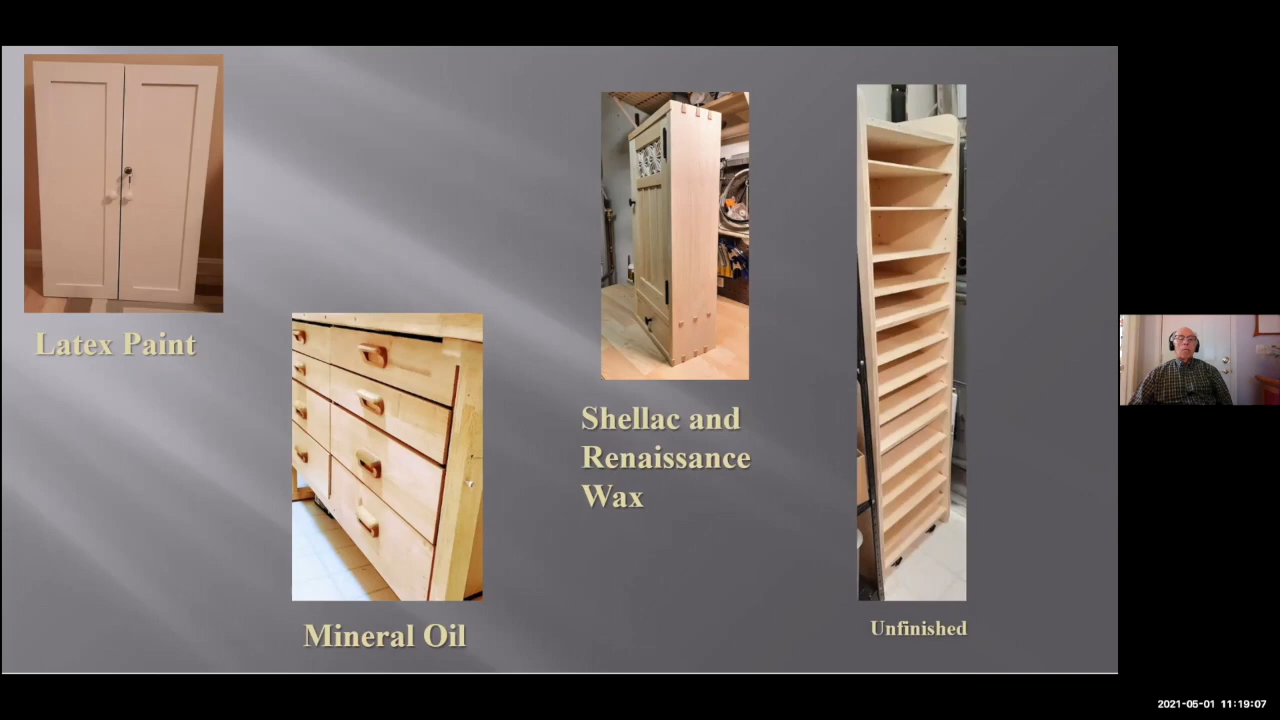 Latex Paint
Mineral Oil
Shellac and
Renaissance
Wax
Unfinished
2021-05-01 11:19:07